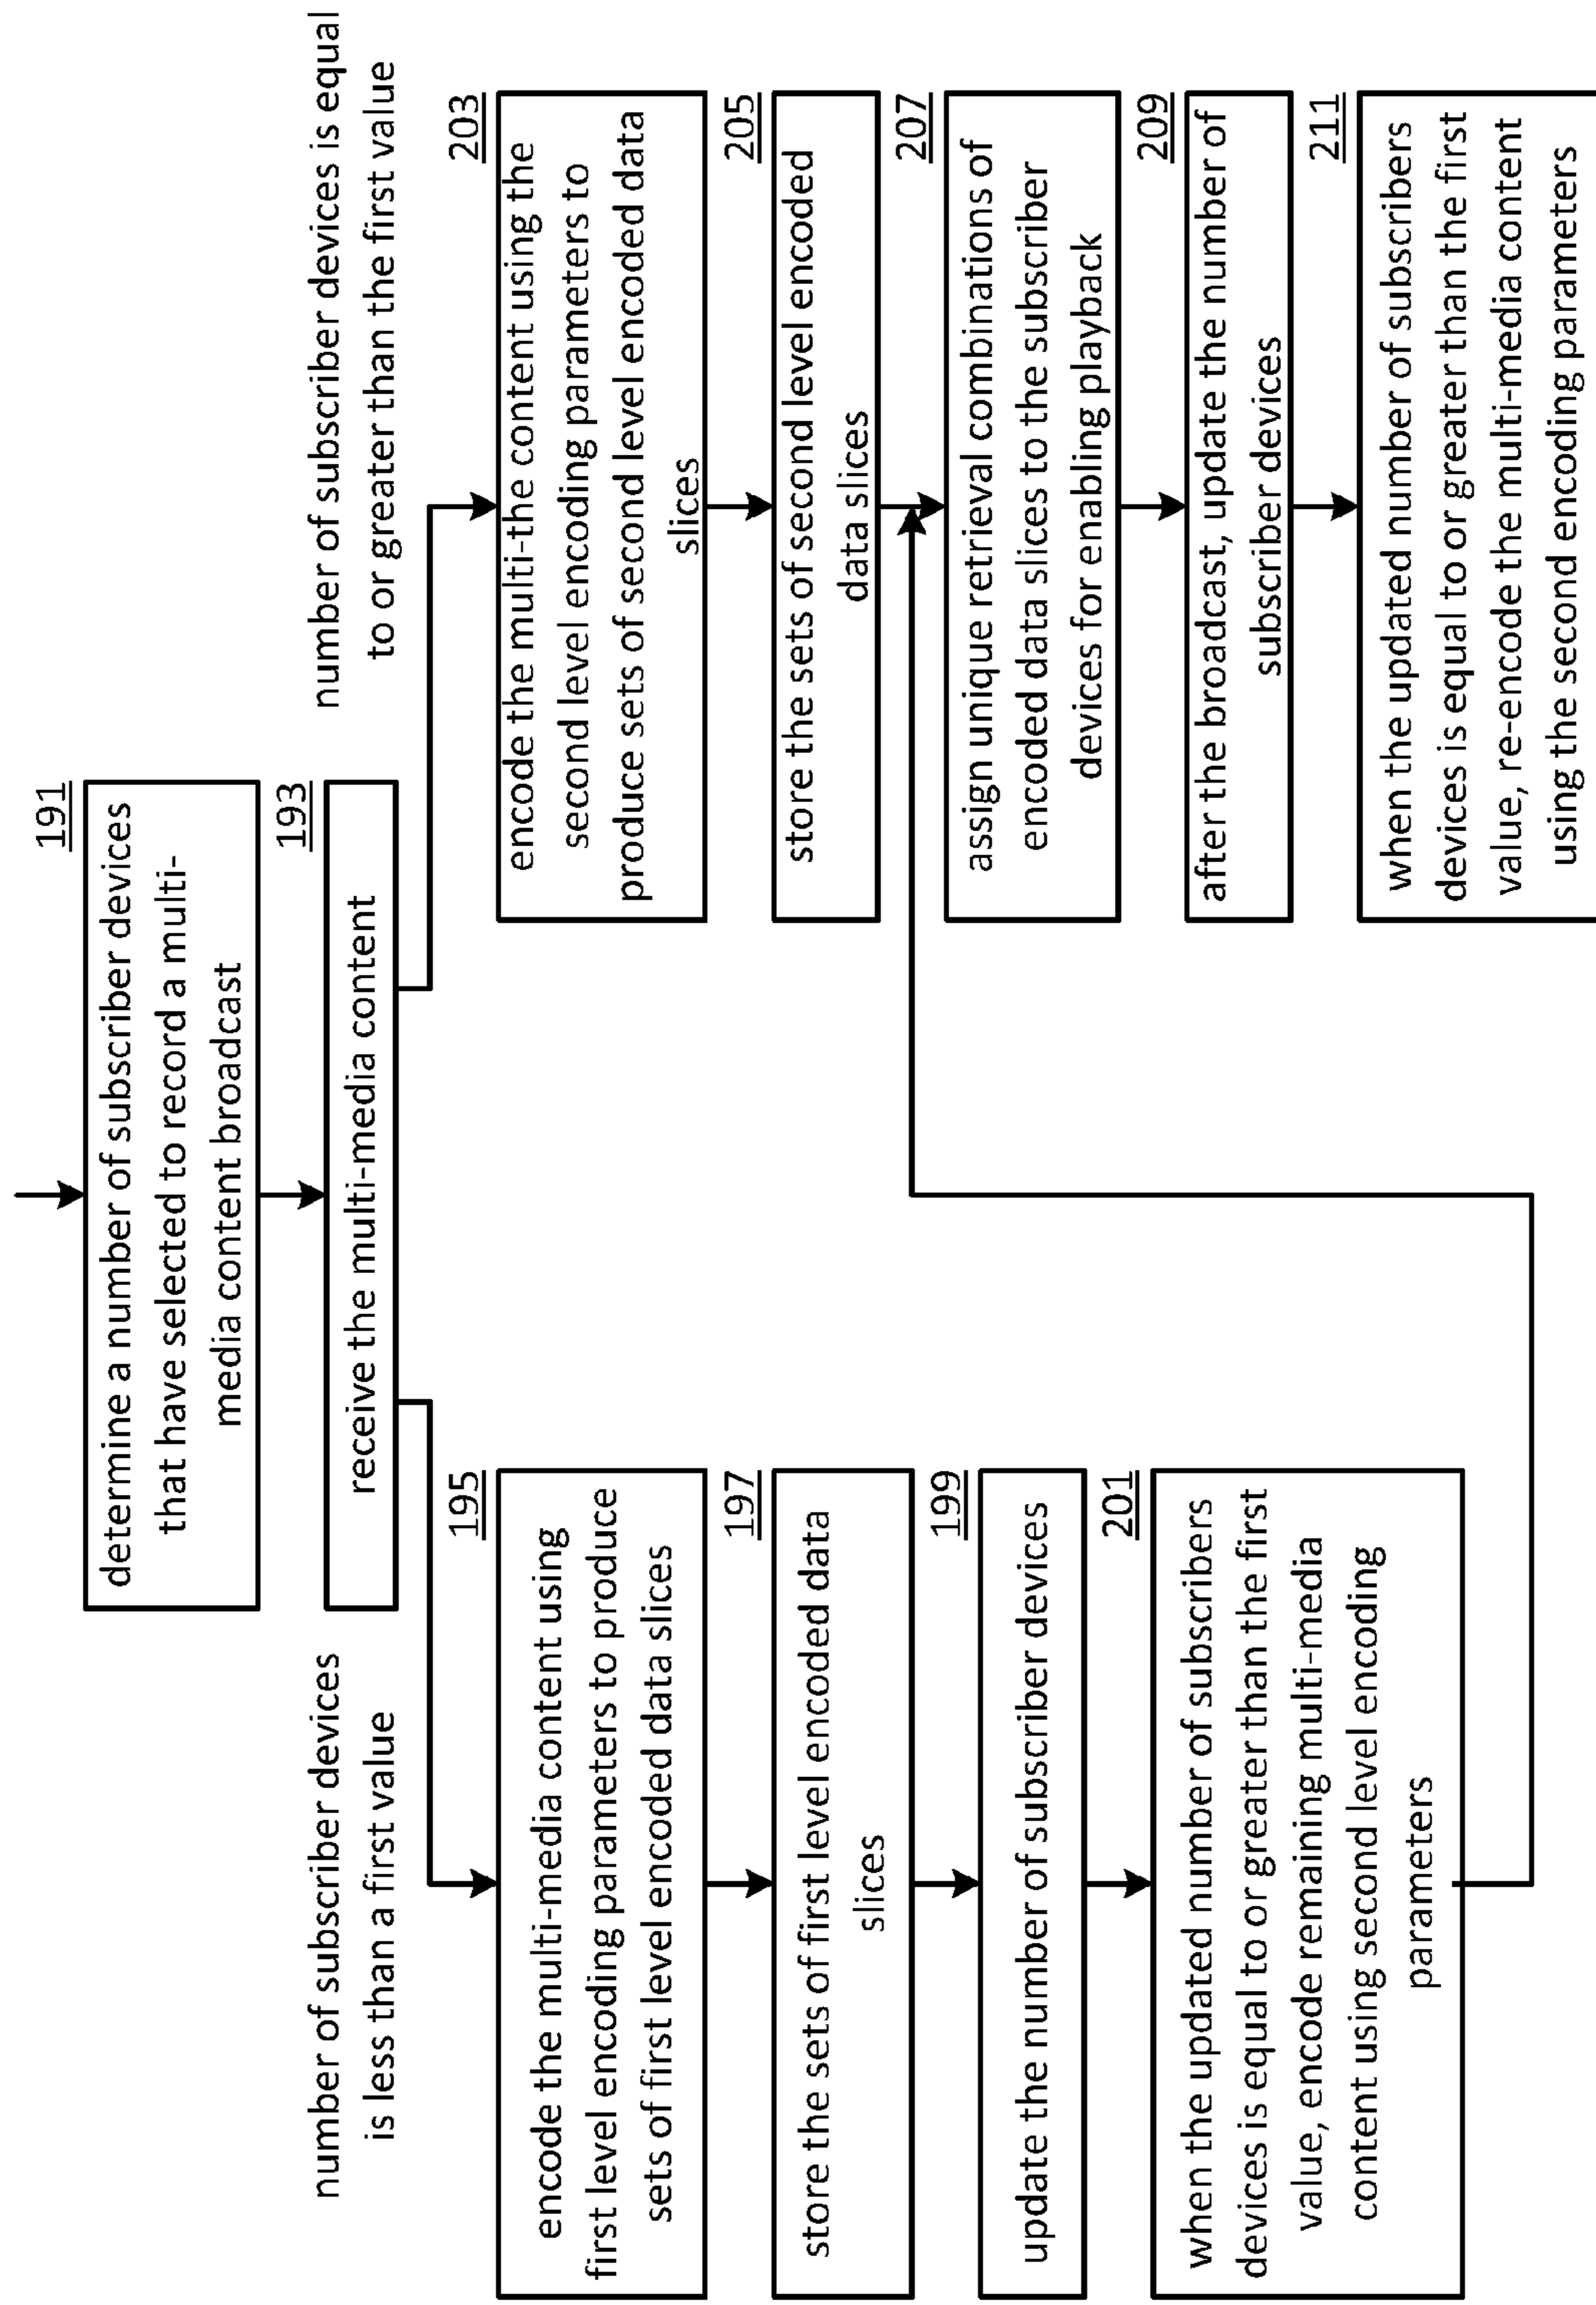 191
determine a number of subscriber devices
that have selected to record a multi-
media content broadcast
193
receive the multi-media content
number of subscriber devices
is less than a first value
195
encode the multi-media content using
first level encoding parameters to produce
sets of first level encoded data slices
197
store the sets of first level encoded data
slices
199
update the number of subscriber devices
201
when the updated number of subscribers
devices is equal to or greater than the first
value, encode remaining multi-media
content using second level encoding
parameters
number of subscriber devices is equal
to or greater than the first value
203
encode the multi-the content using the
second level encoding parameters to
produce sets of second level encoded data
slices
205
store the sets of second level encoded
data slices
207
assign unique retrieval combinations of
encoded data slices to the subscriber
devices for enabling playback
209
after the broadcast, update the number of
subscriber devices
211
when the updated number of subscribers
devices is equal to or greater than the first
value, re-encode the multi-media content
using the second encoding parameters